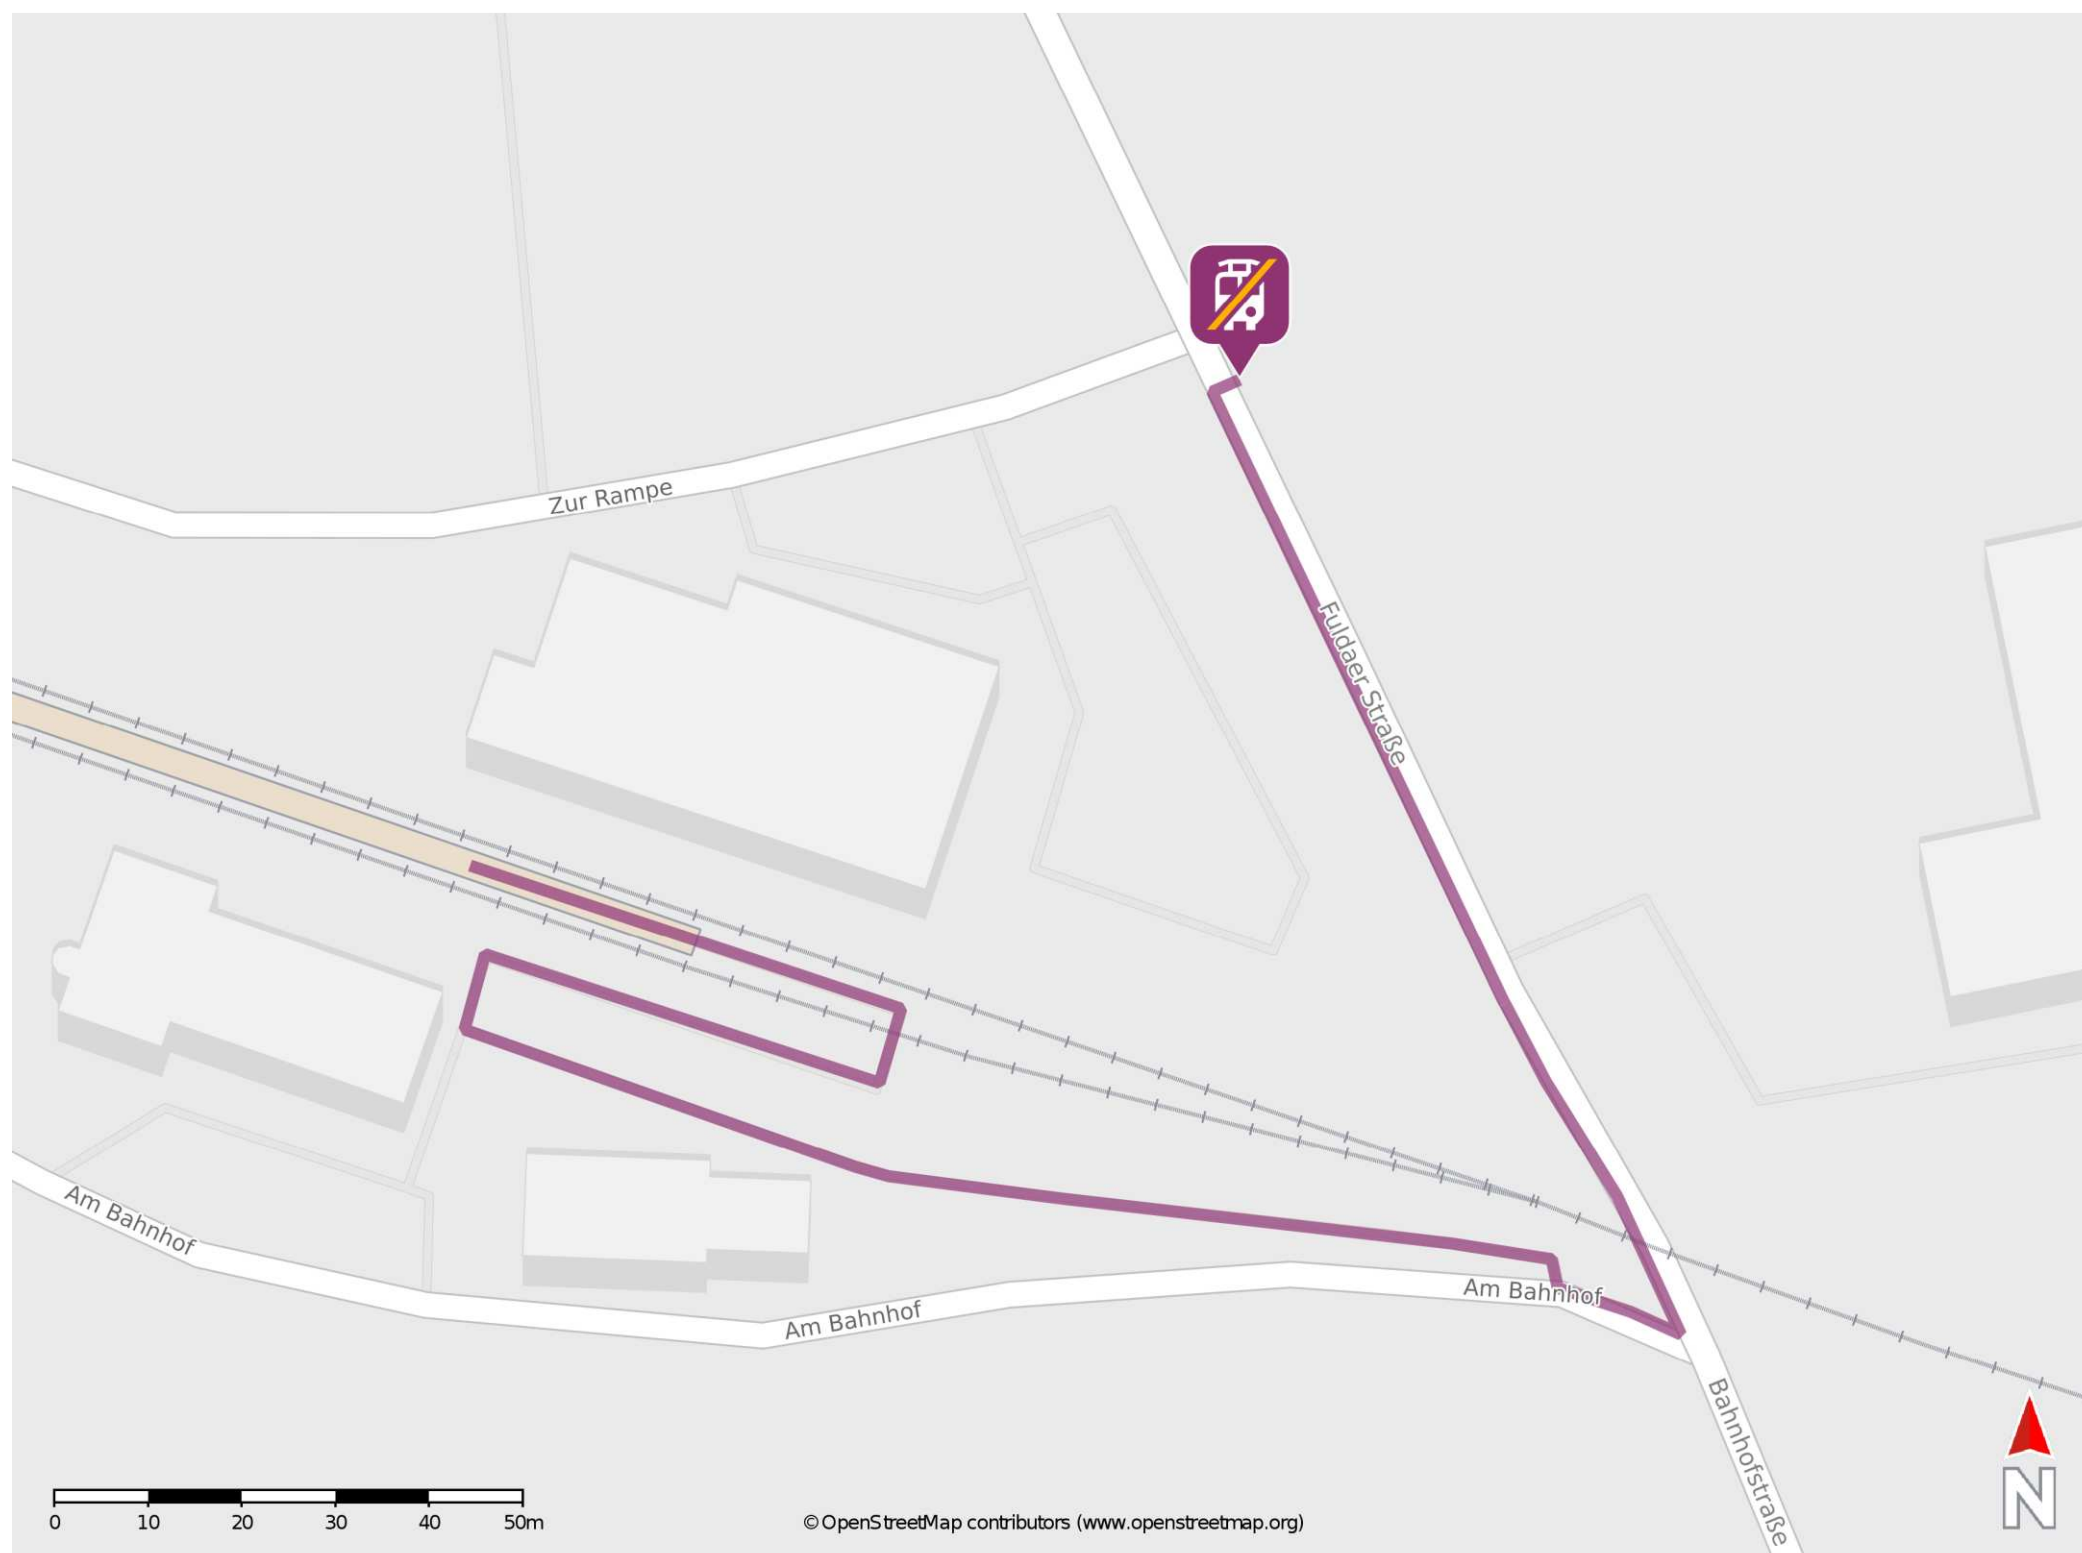 Zur Rampe
Fuldaer Straße
Am Bahnhof
Am Bahnhof
Am Bahnhof
Bahnhofstraße
N
0 10 20 30 40 50m
© OpenStreetMap contributors (www.openstreetmap.org)